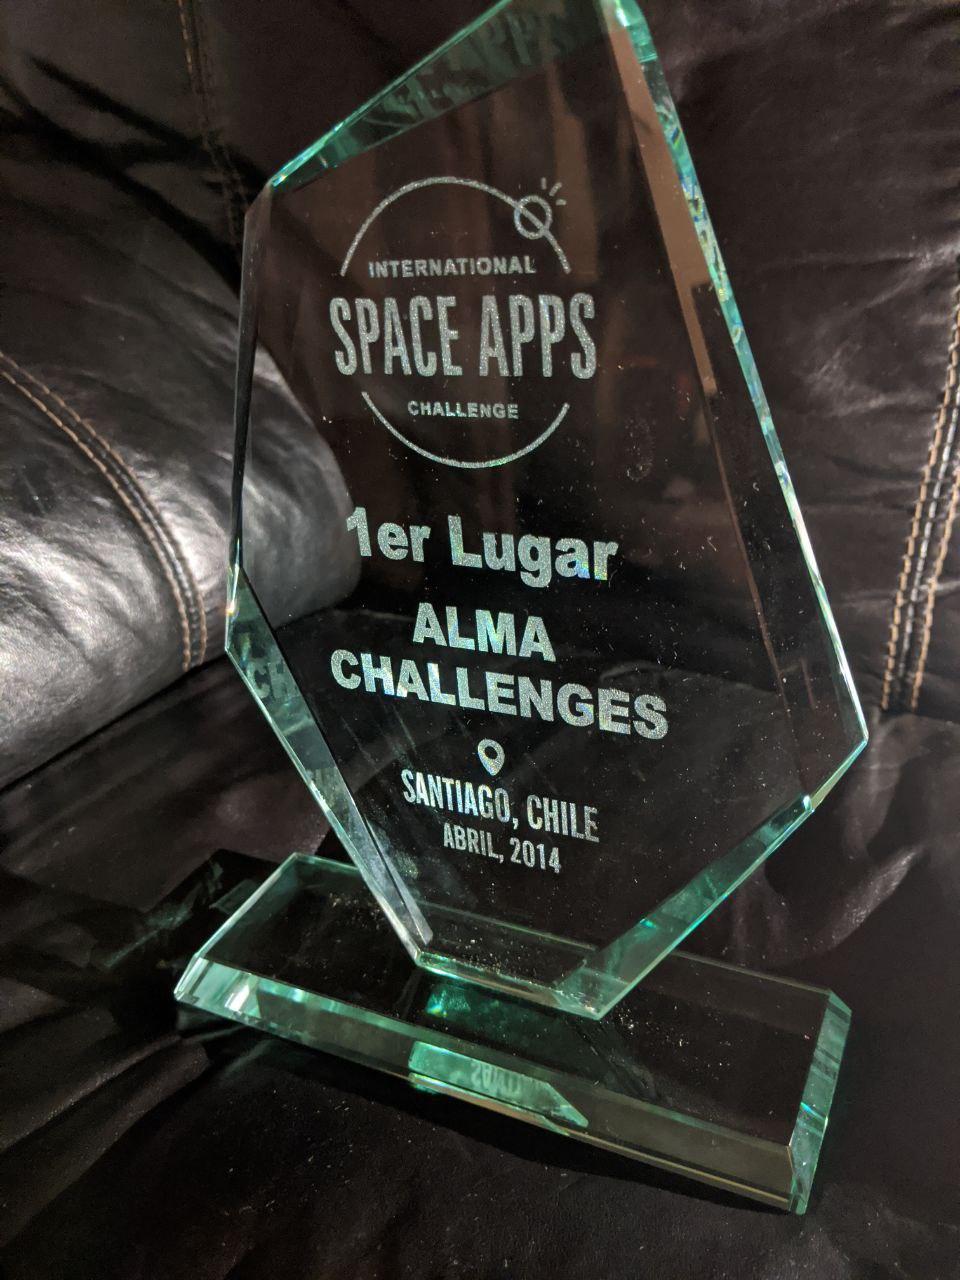 INTERNATIONAL
SPACE APPS
CHALLENGE
1er Lugar
ALMA
CHALLENGES
SANTIAGO, CHILE
ABRIL, 2014